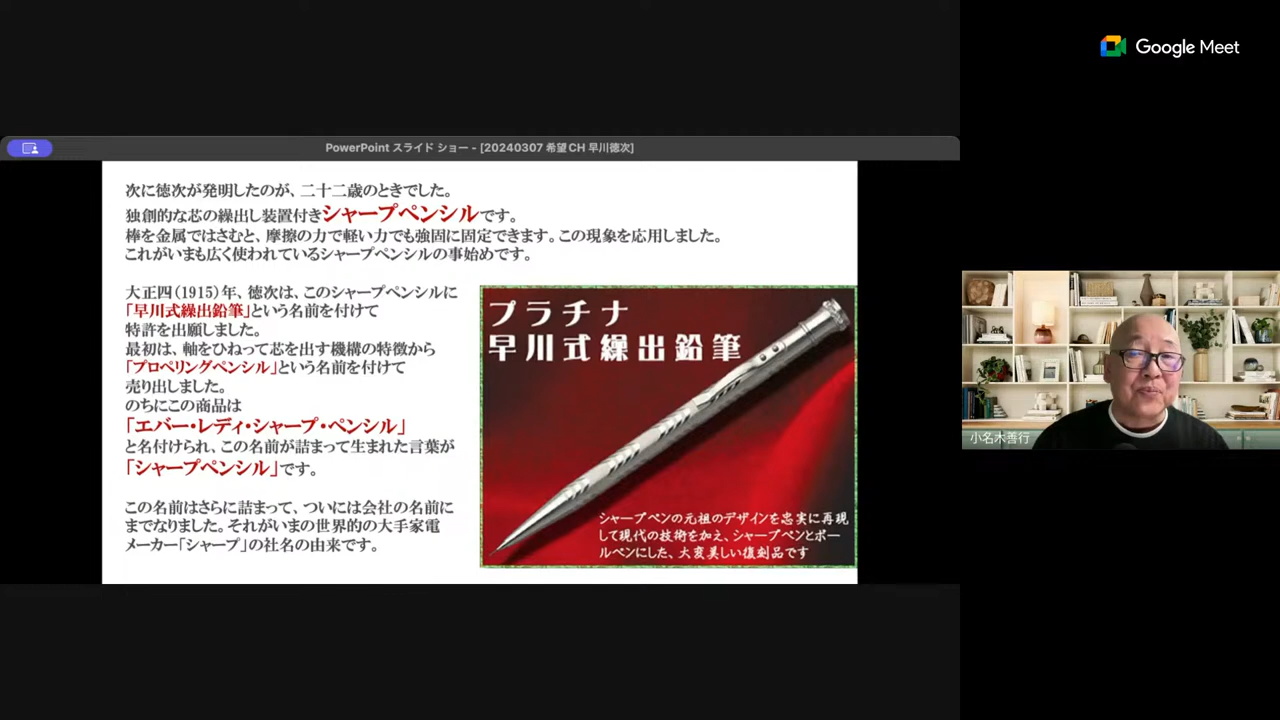 Google Meet
PowerPoint スライド ショー - [20240307 希望CH 早川徳次]
次に徳次が発明したのが、二十二歳のときでした。
独創的な芯の繰出し装置付きシャープペンシルです。
棒を金属ではさむと、摩擦の力で軽い力でも強固に固定できます。この現象を応用しました。
これがいまも広く使われているシャープペンシルの事始めです。
大正四(1915)年、徳次は、このシャープペンシルに
「早川式繰出鉛筆」という名前を付けて
特許を出願しました。
最初は、軸をひねって芯を出す機構の特徴から
「プロペリングペンシル」という名前を付けて
売り出しました。
のちにこの商品は
「エバー・レディ・シャープ・ペンシル」
と名付けられ、この名前が詰まって生まれた言葉が
「シャープペンシル」です。
この名前はさらに詰まって、ついには会社の名前に
までなりました。それがいまの世界的の大手家電
メーカー「シャープ」の社名の由来です。
プラチナ
早川式繰出鉛筆
シャープペンの元祖のデザインを忠実に再現
して現代の技術を加え、シャープペンとボー
ルペンにした、大変美しい復刻品です
小名木善行